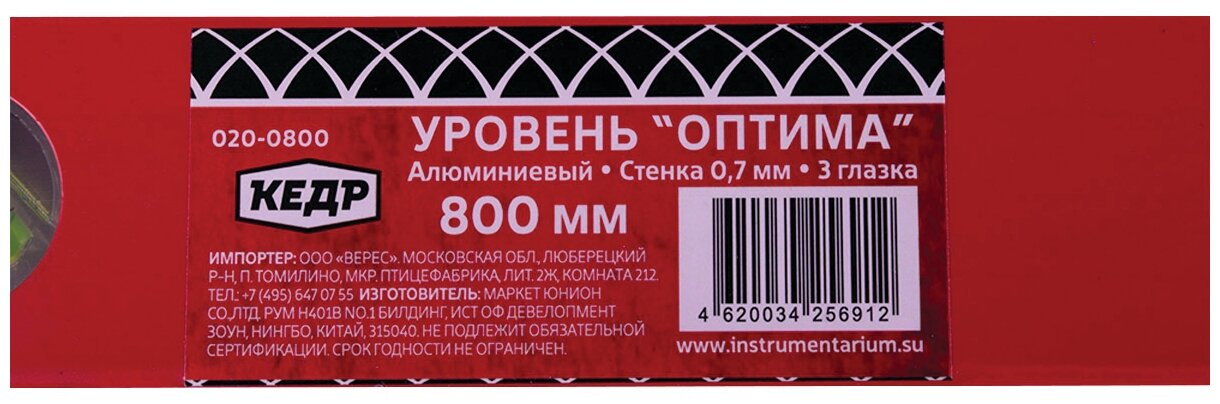 020-0800
УРОВЕНЬ "ОПТИМА"
Алюминиевый • Стенка 0,7 мм • 3 глазка
КЕДР
800 мм
ИМПОРТЕР: ООО «ВЕРЕС». МОСКОВСКАЯ ОБЛ., ЛЮБЕРЕЦКИЙ
Р-Н, П. ТОМИЛИНО, МКР. ПТИЦЕФАБРИКА, ЛИТ. 2Ж, КОМНАТА 212.
ТЕЛ.: +7 (495) 647 07 55 ИЗГОТОВИТЕЛЬ: МАРКЕТ ЮНИОН
СО.,ЛТД. РУМ Н401В NO.1 БИЛДИНГ, ИСТ ОФ ДЕВЕЛОПМЕНТ
ЗОУН, НИНГБО, КИТАЙ, 315040. НЕ ПОДЛЕЖИТ ОБЯЗАТЕЛЬНОЙ
СЕРТИФИКАЦИИ. СРОК ГОДНОСТИ НЕ ОГРАНИЧЕН.
4 620034 256912
www.instrumentarium.su